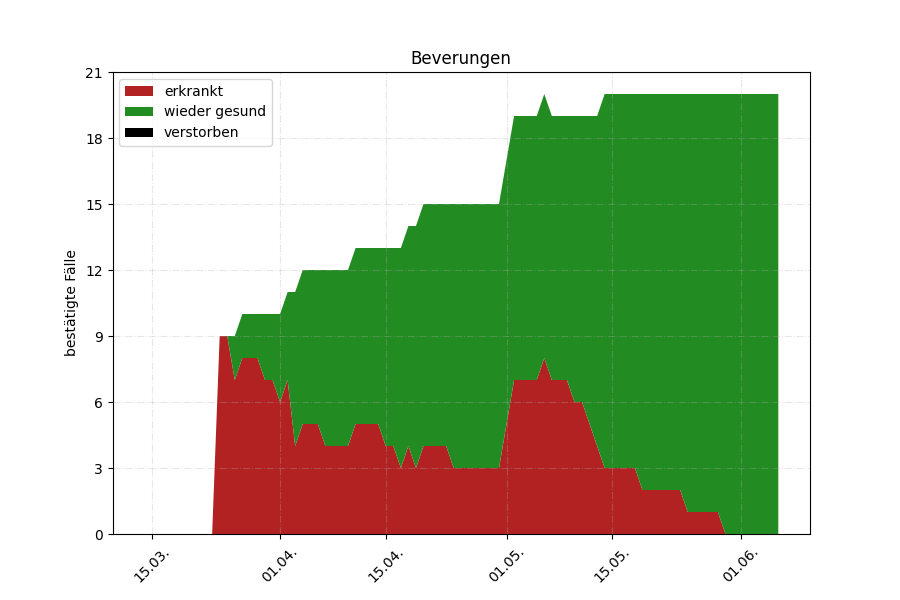 Beverungen
erkrankt
wieder gesund
verstorben
bestätigte Fälle
21
18
15
12
9
6
3
0
15.03.
01.04.
15.04.
01.05.
15.05.
01.06.